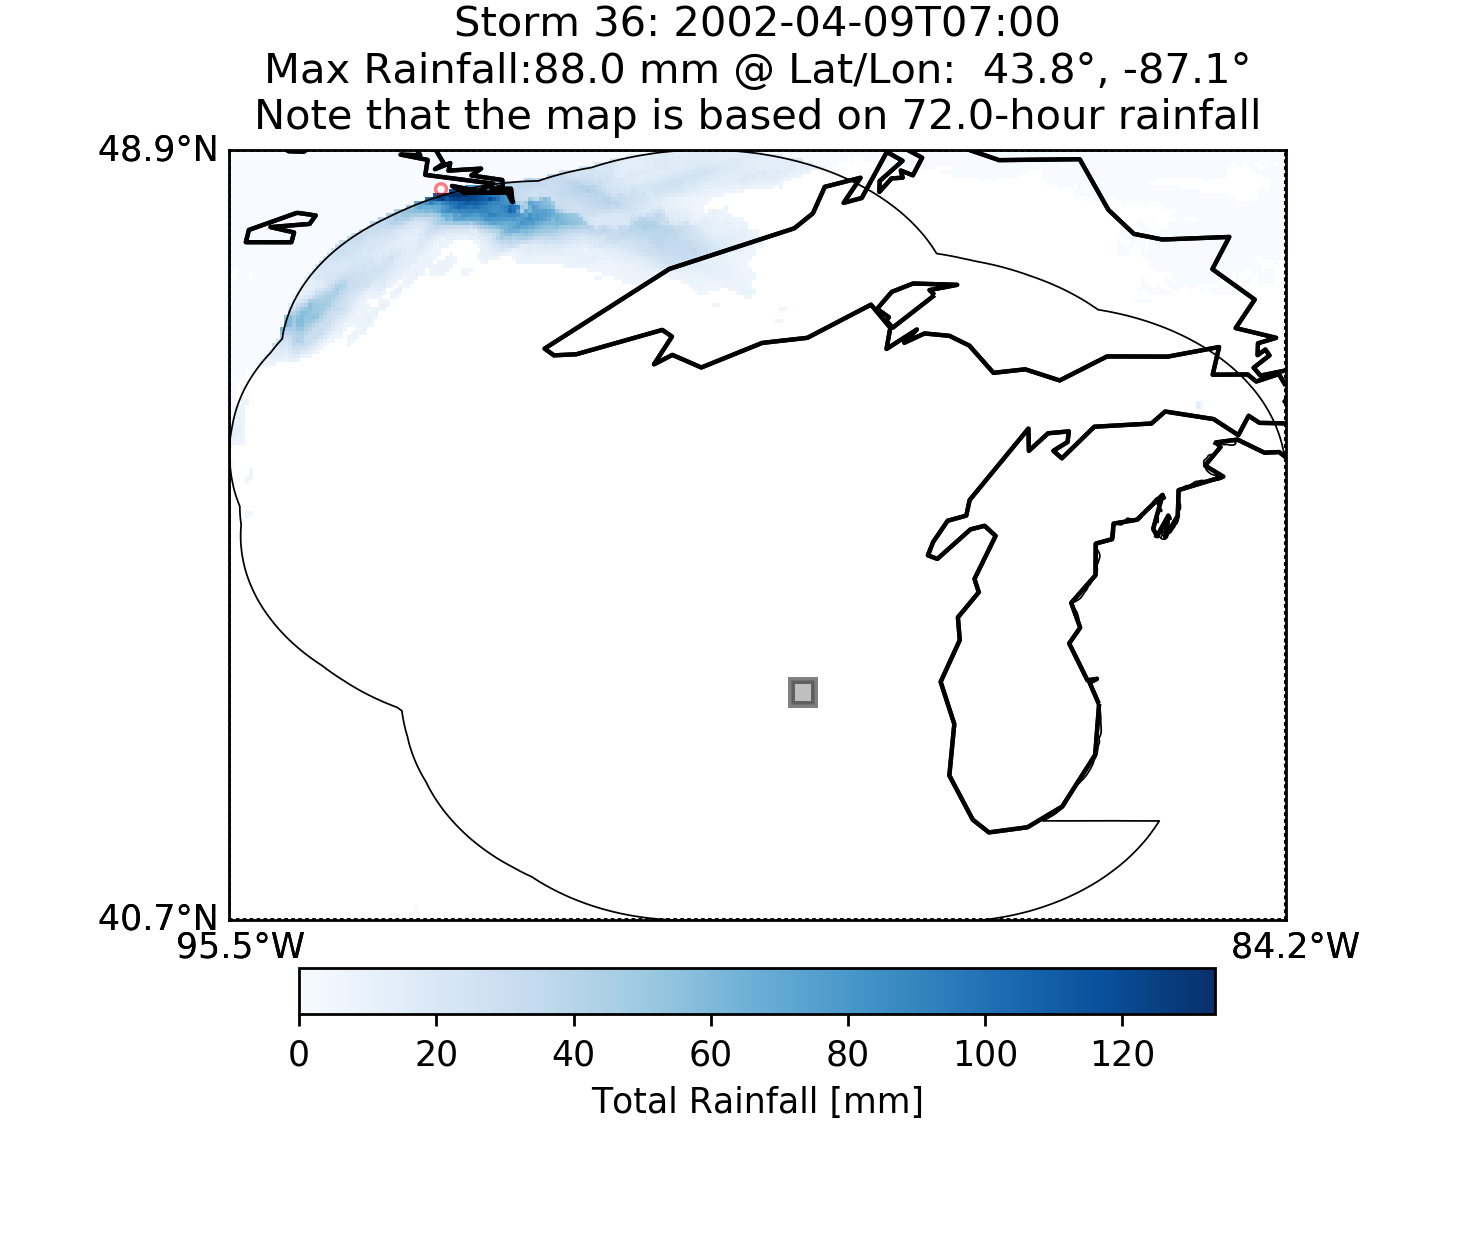 Storm 36: 2002-04-09T07:00
Max Rainfall:88.0 mm @ Lat/Lon:  43.8°, -87.1°
Note that the map is based on 72.0-hour rainfall
48.9°N
40.7°N
95.5°W 84.2°W
0 20 40 60 80 100 120
Total Rainfall [mm]